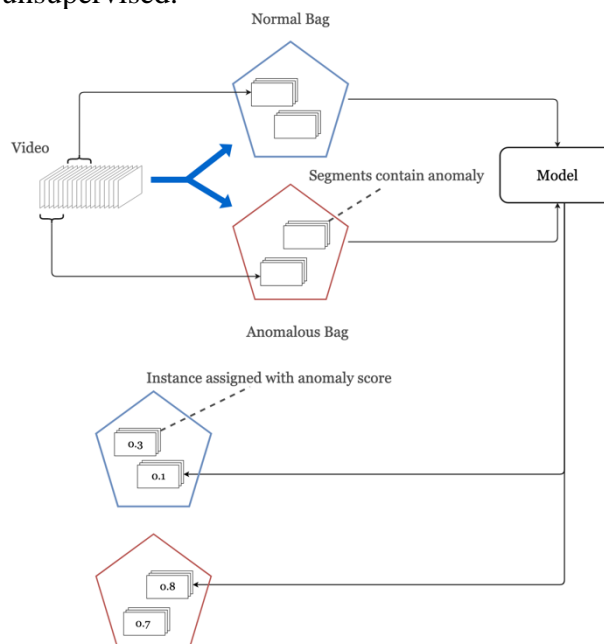 unsupervised.
Normal Bag
Video
Segments contain anomaly
Model
Anomalous Bag
Instance assigned with anomaly score
0.3
0.1
0.8
0.7